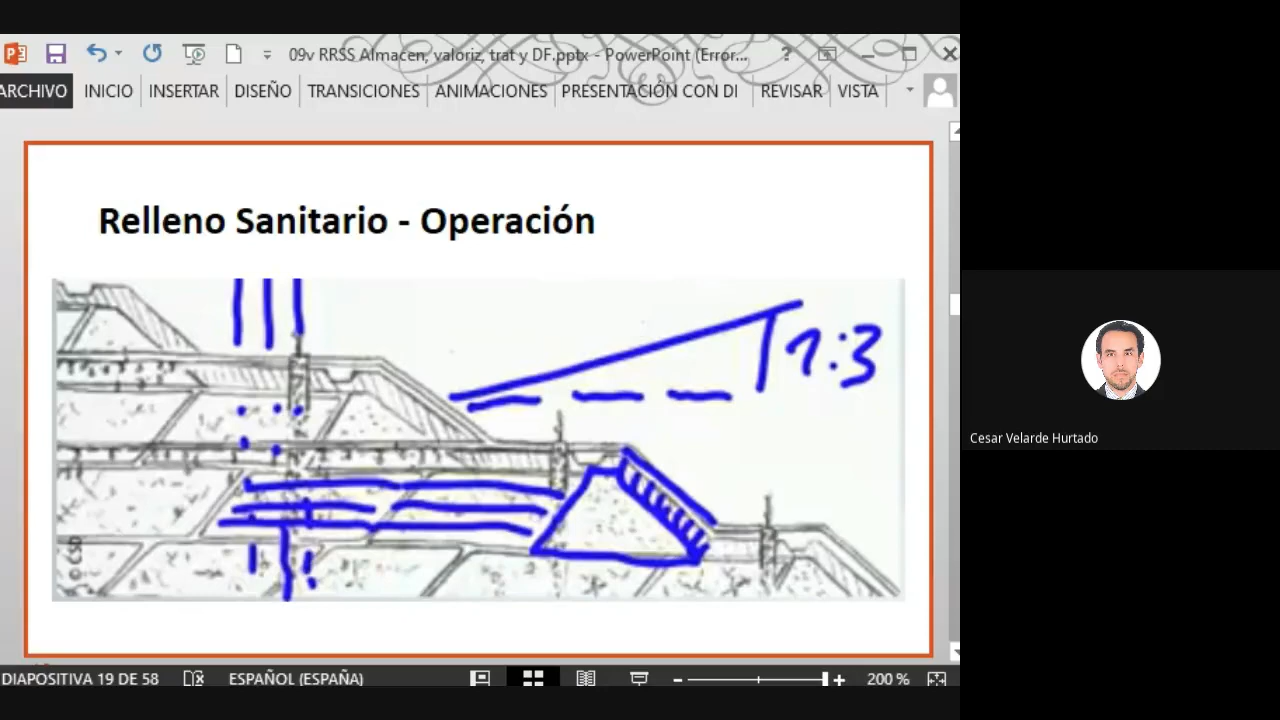 09v RRSS Almacen, valoriz, trat y DF.pptx - PowerPoint (Error...
ARCHIVO INICIO INSERTAR DISEÑO TRANSICIONES ANIMACIONES PRESENTACIÓN CON DI REVISAR VISTA
Relleno Sanitario - Operación
1:3
© CSD
Cesar Velarde Hurtado
DIAPOSITIVA 19 DE 58 ESPAÑOL (ESPAÑA) 200 %